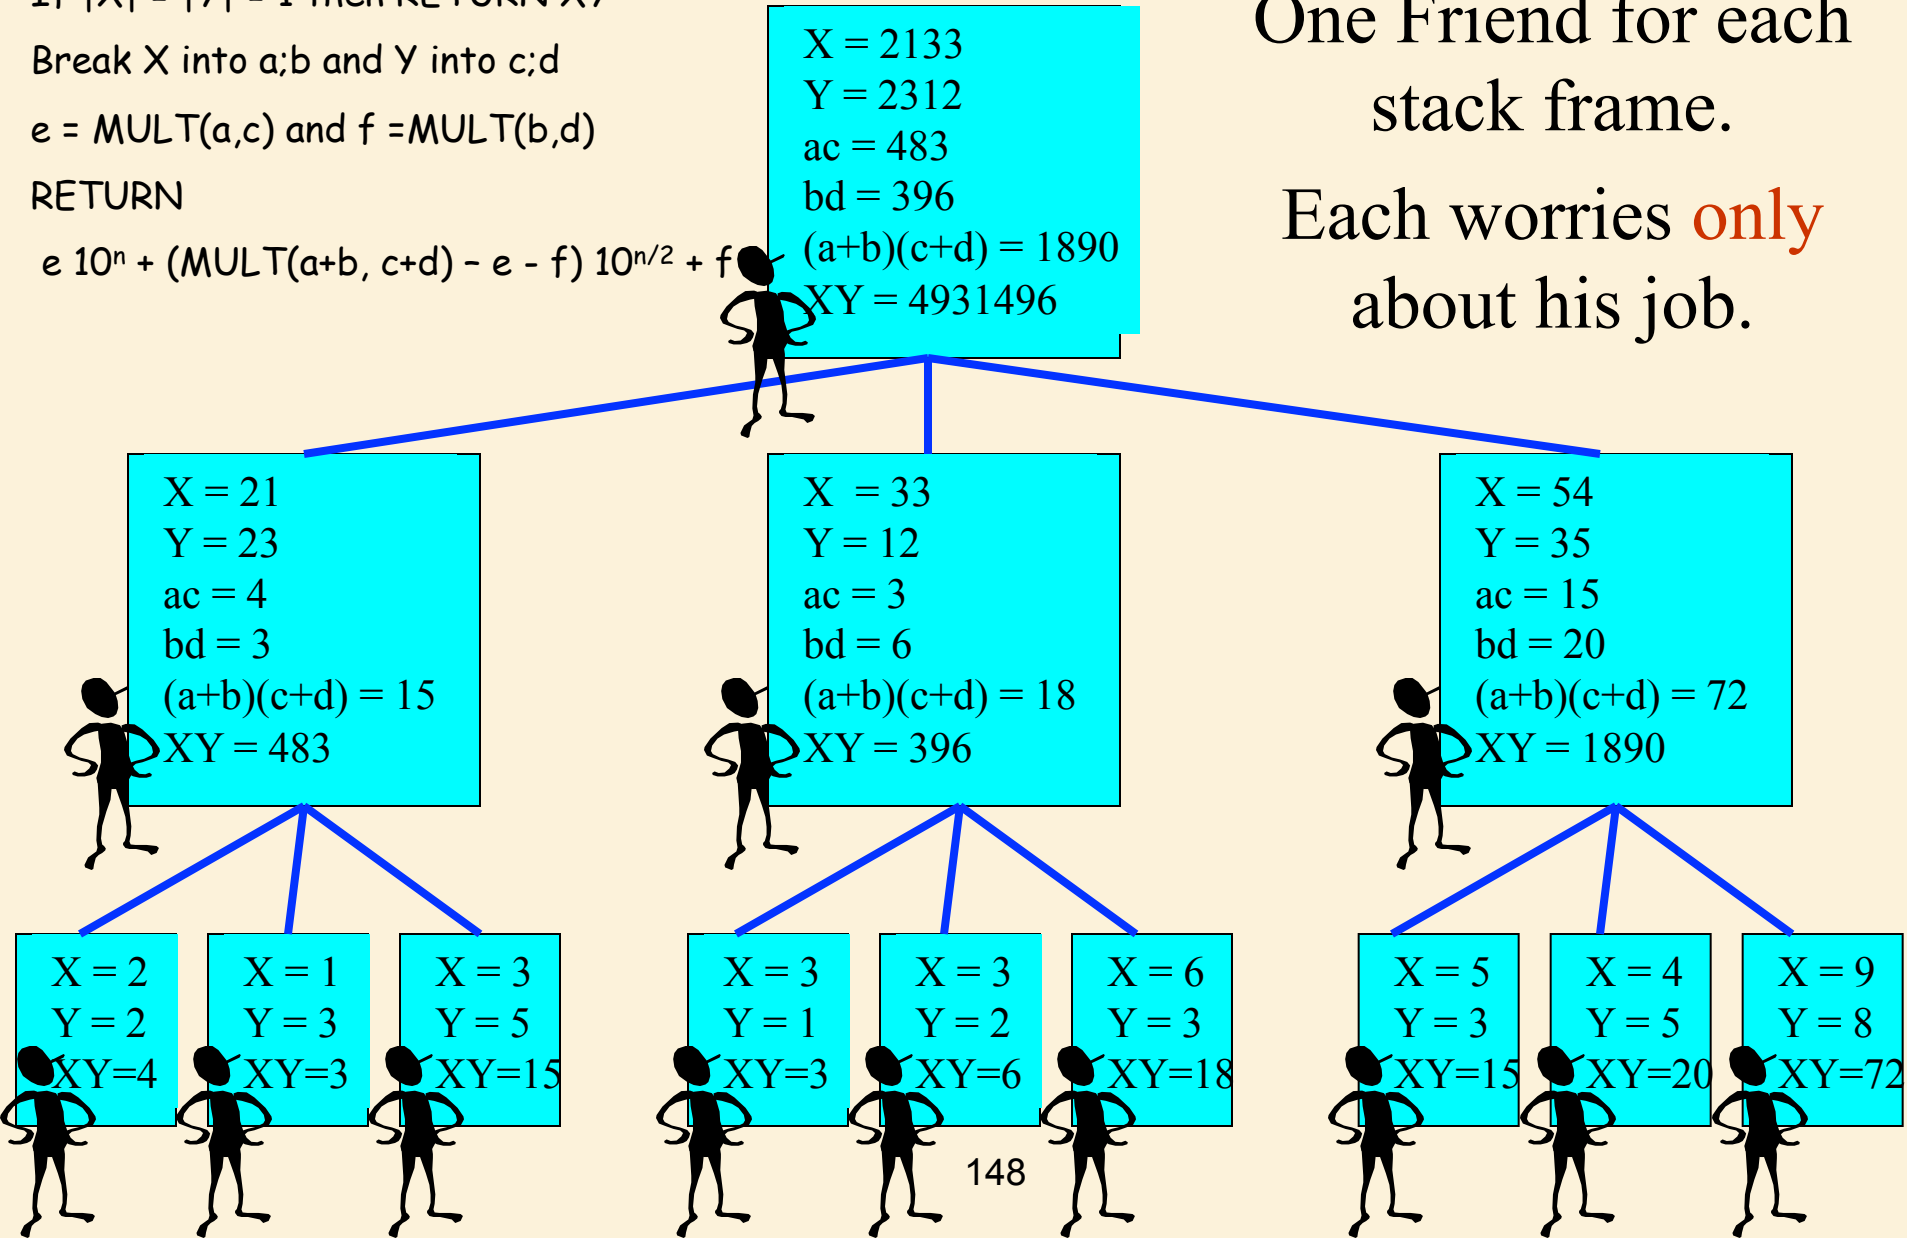 If |X| = |Y| = 1 then RETURN XY
Break X into a;b and Y into c;d
e = MULT(a,c) and f =MULT(b,d)
RETURN
e 10ⁿ + (MULT(a+b, c+d) – e - f) 10ⁿ/² + f
X = 2133
Y = 2312
ac = 483
bd = 396
(a+b)(c+d) = 1890
XY = 4931496
One Friend for each
stack frame.
Each worries only
about his job.
X = 21
Y = 23
ac = 4
bd = 3
(a+b)(c+d) = 15
XY = 483
X = 33
Y = 12
ac = 3
bd = 6
(a+b)(c+d) = 18
XY = 396
X = 54
Y = 35
ac = 15
bd = 20
(a+b)(c+d) = 72
XY = 1890
X = 2
Y = 2
XY=4
X = 1
Y = 3
XY=3
X = 3
Y = 5
XY=15
X = 3
Y = 1
XY=3
X = 3
Y = 2
XY=6
X = 6
Y = 3
XY=18
X = 5
Y = 3
XY=15
X = 4
Y = 5
XY=20
X = 9
Y = 8
XY=72
148